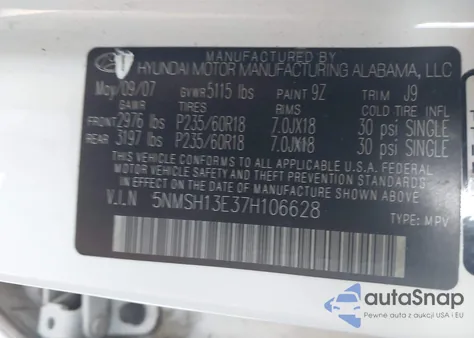 MANUFACTURED BY
HYUNDAI MOTOR MANUFACTURING ALABAMA, LLC
May/09/07 GVWR 5115 lbs PAINT 9Z TRIM J9
GAWR TIRES RIMS COLD TIRE INFL
FRONT 2976 lbs P235/60R18 7.0JX18 30 psi SINGLE
REAR 3197 lbs P235/60R18 7.0JX18 30 psi SINGLE
THIS VEHICLE CONFORMS TO ALL APPLICABLE U.S.A. FEDERAL
MOTOR VEHICLE SAFETY AND BUMPER STANDARDS
IN EFFECT ON THE DATE OF MANUFACTURE SHOWN ABOVE.
V.I.N 5NMSH13E37H106628
TYPE: MPV
autoSnap
Pewne auta z aukcji USA i EU